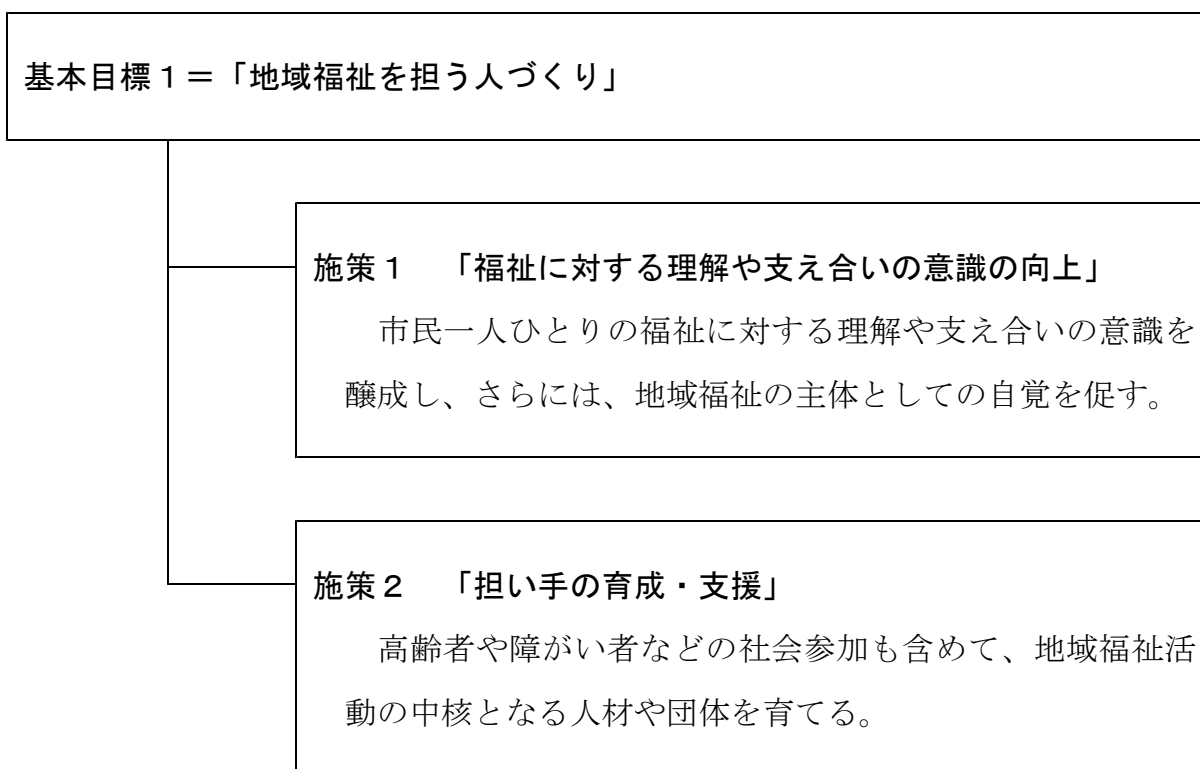 基本目標１＝「地域福祉を担う人づくり」
施策１　「福祉に対する理解や支え合いの意識の向上」
市民一人ひとりの福祉に対する理解や支え合いの意識を
醸成し、さらには、地域福祉の主体としての自覚を促す。
施策２　「担い手の育成・支援」
高齢者や障がい者などの社会参加も含めて、地域福祉活
動の中核となる人材や団体を育てる。